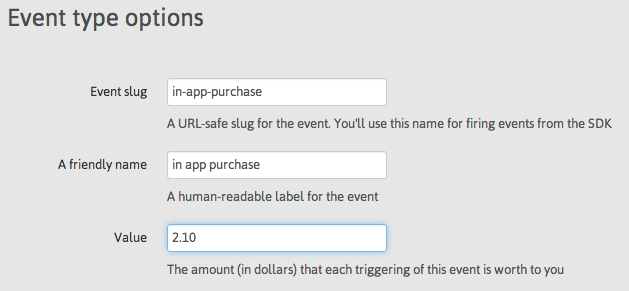 Event type options
Event slug in-app-purchase
A URL-safe slug for the event. You'll use this name for firing events from the SDK
A friendly name in app purchase
A human-readable label for the event
Value 2.10
The amount (in dollars) that each triggering of this event is worth to you